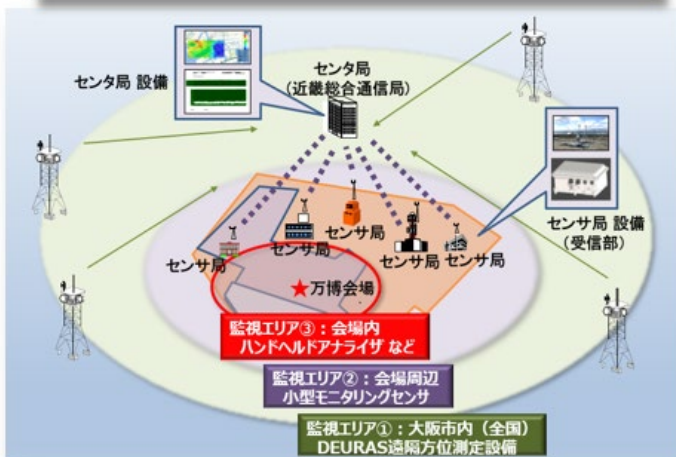 センタ局 設備
センタ局
(近畿総合通信局)
センサ局 設備
(受信部)
センサ局
センサ局
センサ局
センサ局
センサ局
★万博会場
監視エリア③：会場内
ハンドヘルドアナライザ など
監視エリア②：会場周辺
小型モニタリングセンサ
監視エリア①：大阪市内（全国）
DEURAS遠隔方位測定設備